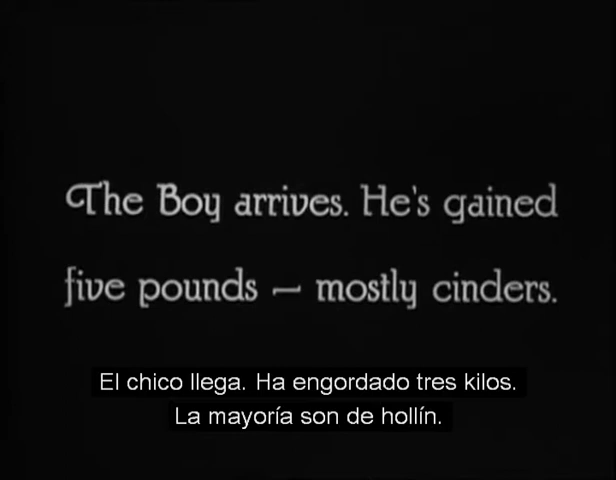 The Boy arrives. He's gained
five pounds — mostly cinders.
El chico llega. Ha engordado tres kilos.
La mayoría son de hollín.